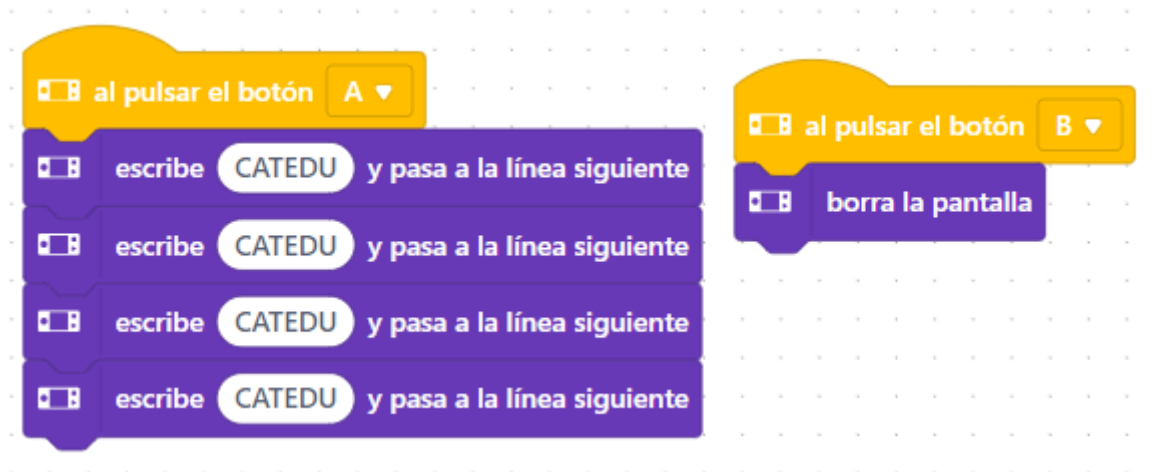 al pulsar el botón A
escribe CATEDU y pasa a la línea siguiente
escribe CATEDU y pasa a la línea siguiente
escribe CATEDU y pasa a la línea siguiente
escribe CATEDU y pasa a la línea siguiente
al pulsar el botón B
borra la pantalla